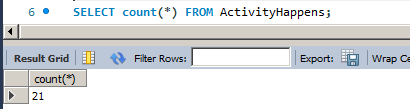 6 SELECT count(*) FROM ActivityHappens;
Result Grid Filter Rows: Export: Wrap Ce
count(*)
21